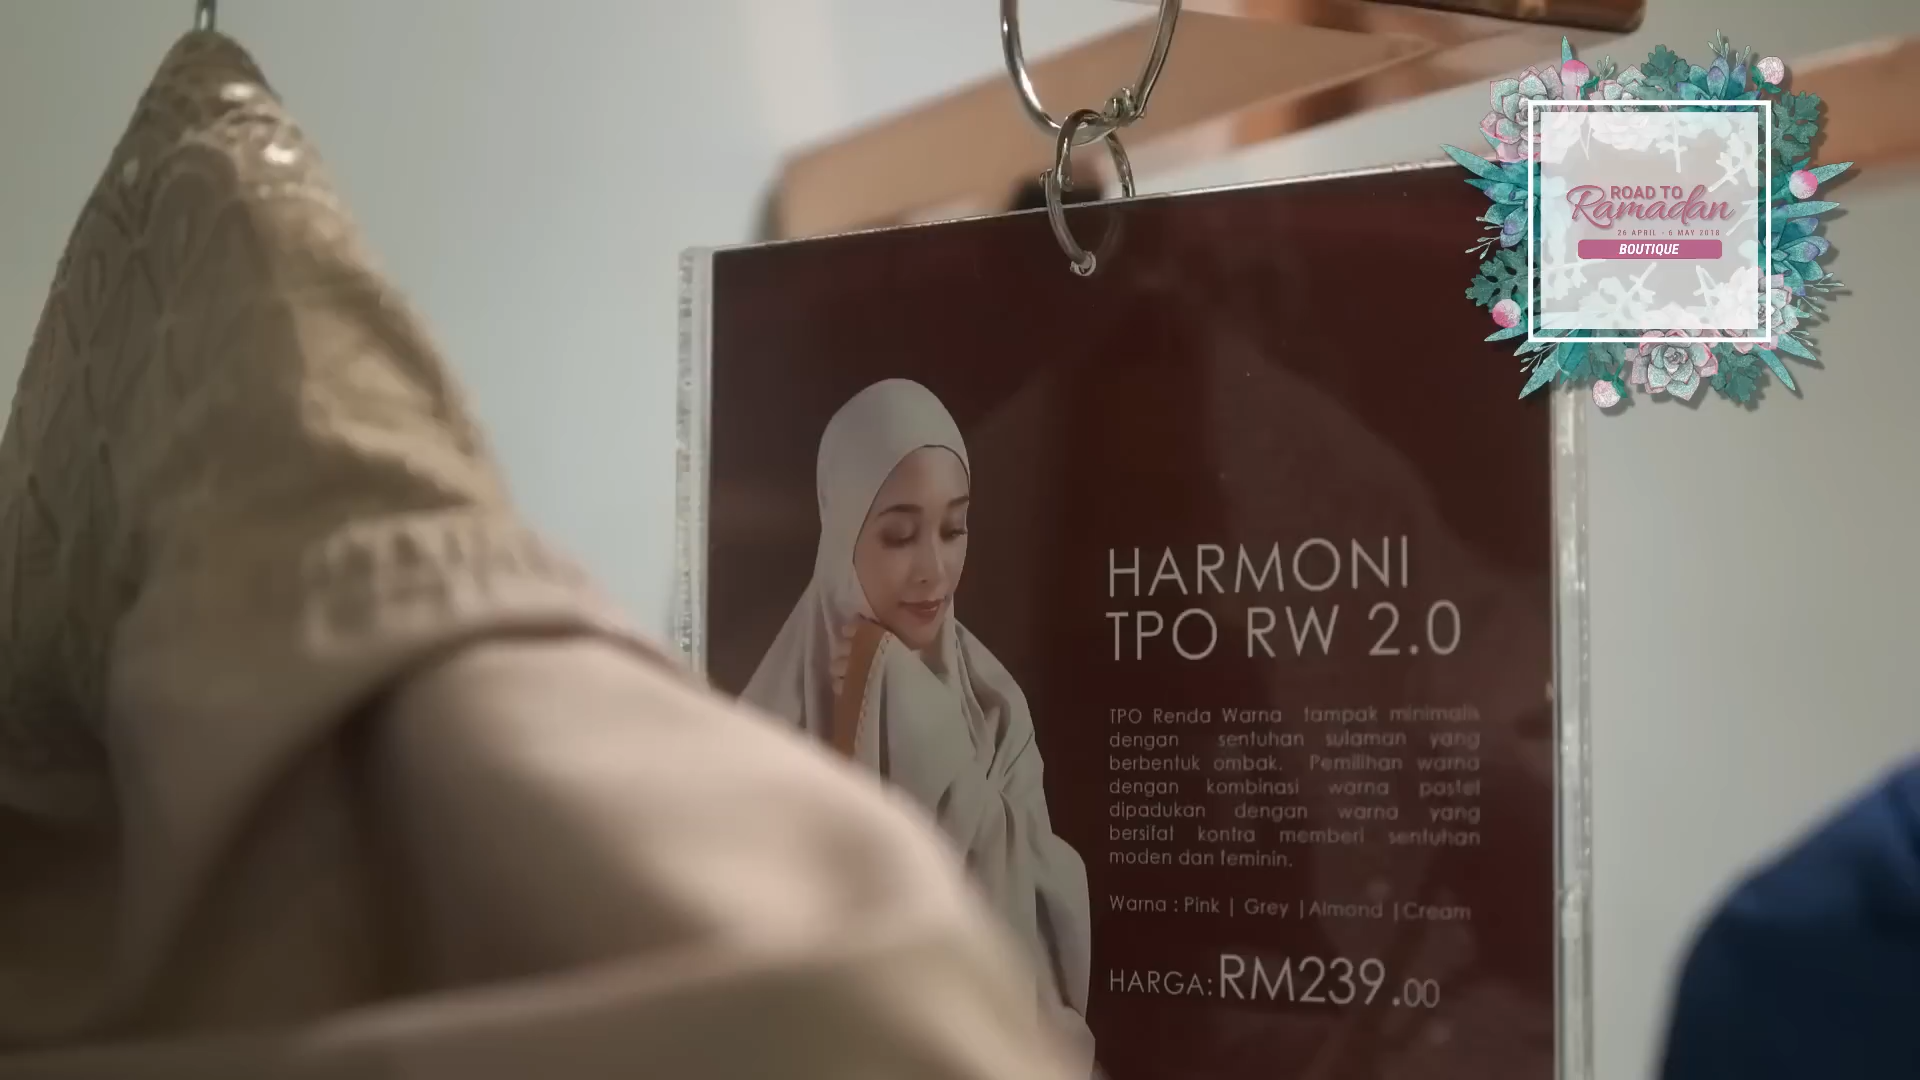 ROAD TO
Ramadan
26 APRIL - 6 MAY 2018
BOUTIQUE
HARMONI
TPO RW 2.0
TPO Renda Warna tampak minimalis
dengan sentuhan sulaman yang
berbentuk ombak. Pemilihan warna
dengan kombinasi warna pastel
dipadukan dengan warna yang
bersifat kontra memberi sentuhan
moden dan feminin.
Warna : Pink | Grey |Almond |Cream
HARGA: RM239.00